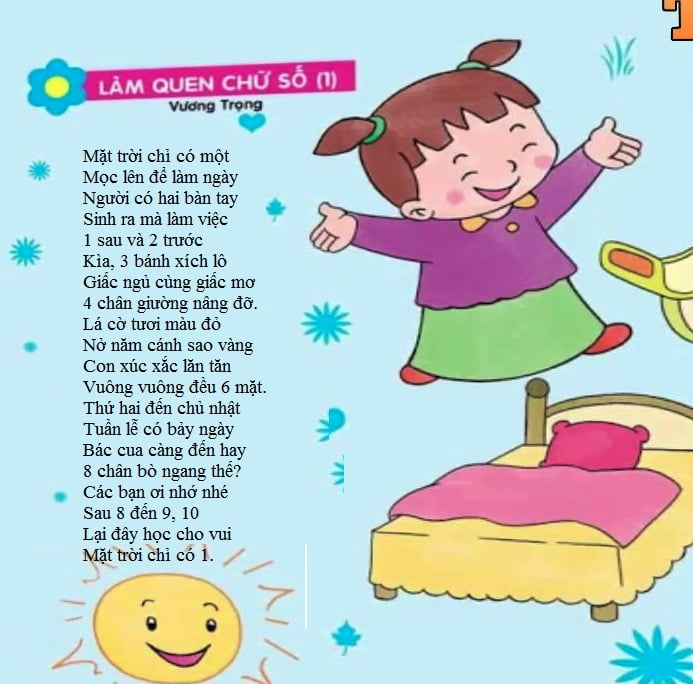 LÀM QUEN CHỮ SỐ (1)
Vương Trọng
Mặt trời chỉ có một
Mọc lên để làm ngày
Người có hai bàn tay
Sinh ra mà làm việc
1 sau và 2 trước
Kìa, 3 bánh xích lô
Giấc ngủ cùng giấc mơ
4 chân giường nâng đỡ.
Lá cờ tươi màu đỏ
Nở năm cánh sao vàng
Con xúc xắc lăn tăn
Vuông vuông đều 6 mặt.
Thứ hai đến chủ nhật
Tuần lễ có bảy ngày
Bác cua càng đến hay
8 chân bò ngang thế?
Các bạn ơi nhớ nhé
Sau 8 đến 9, 10
Lại đây học cho vui
Mặt trời chỉ có 1.